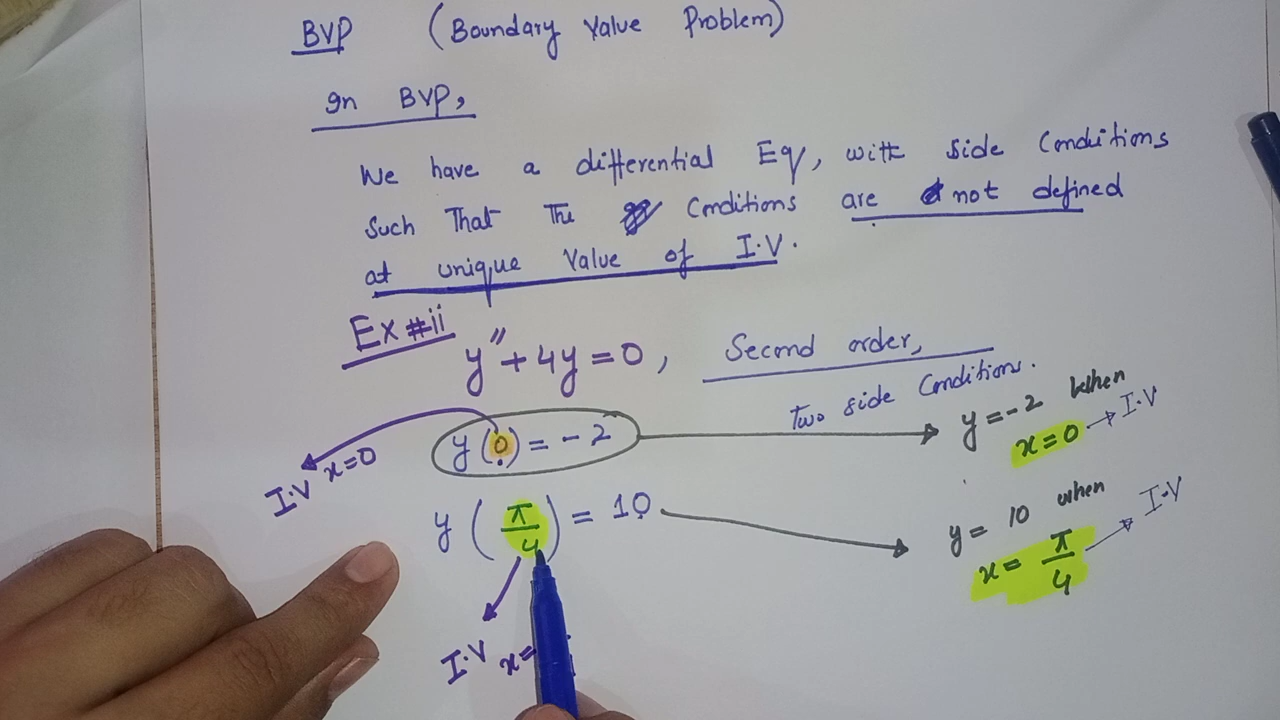 BVP (Boundary Value Problem)
In BVP,
We have a differential Eq, with side Conditions
Such That The Conditions are not defined
at unique Value of I.V.
Ex #ii
y'' + 4y = 0, Second order,
Two side Conditions.
y(0) = -2
y = -2 when
x = 0 → I.V
I.V x=0
y(π/4) = 10
y = 10 when
x = π/4 → I.V
I.V x=